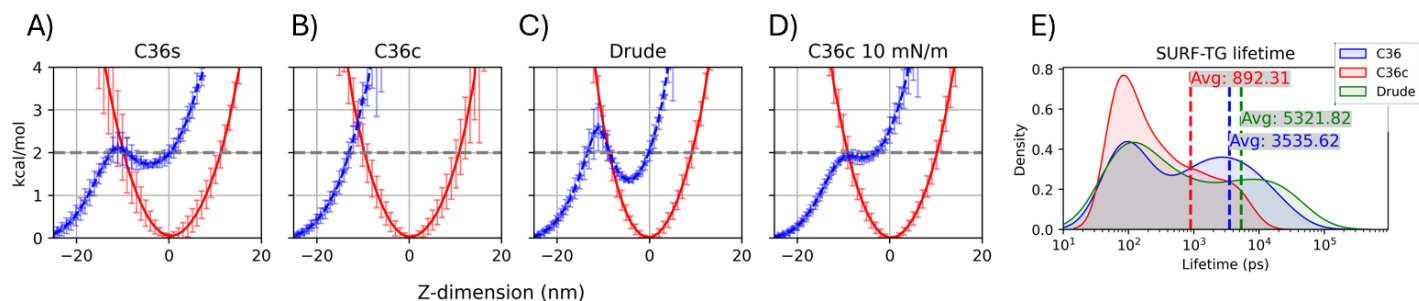 A)
B)
C)
D)
E)
C36s
C36c
Drude
C36c 10 mN/m
SURF-TG lifetime
C36
C36c
Drude
Avg: 892.31
Avg: 5321.82
Avg: 3535.62
kcal/mol
4
3
2
1
0
−20
0
20
−20
0
20
−20
0
20
−20
0
20
Z-dimension (nm)
Density
0.8
0.6
0.4
0.2
0.0
10¹
10²
10³
10⁴
10⁵
Lifetime (ps)